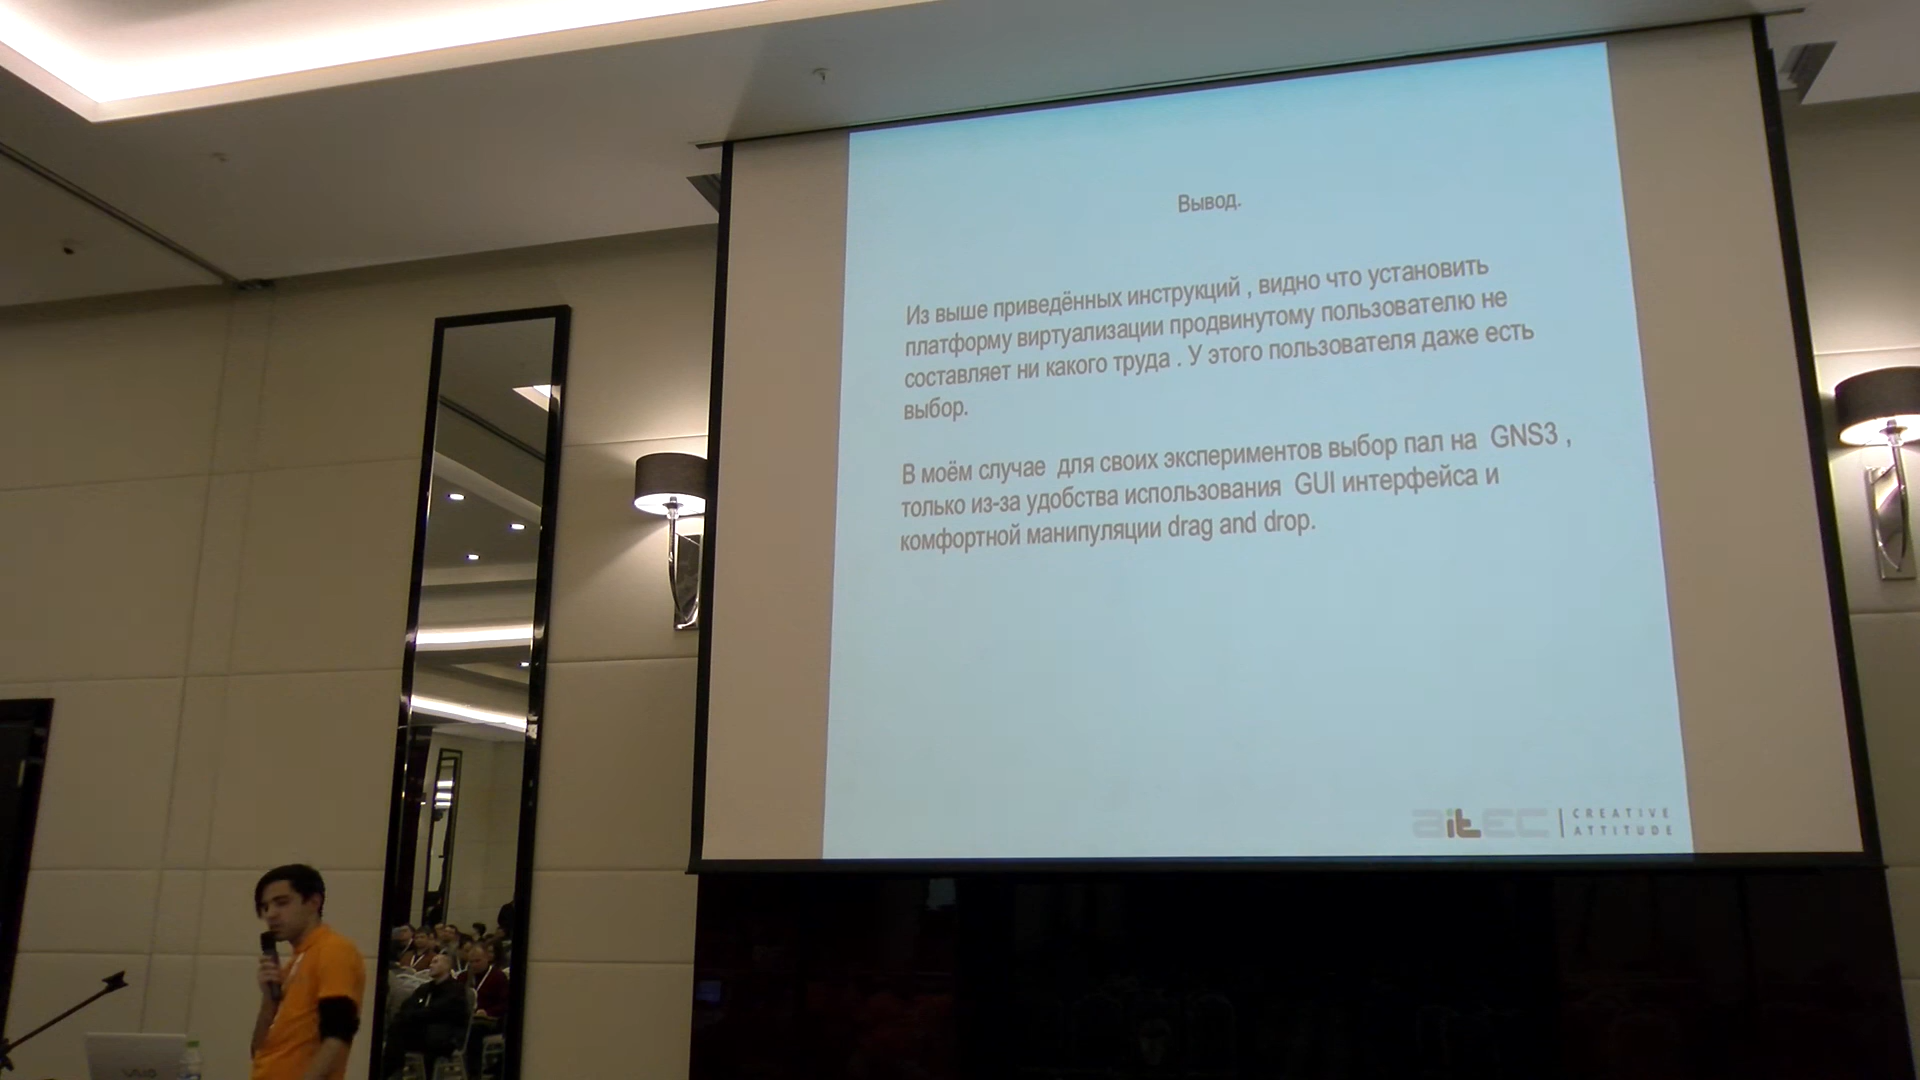 Вывод.
Из выше приведённых инструкций , видно что установить
платформу виртуализации продвинутому пользователю не
составляет ни какого труда . У этого пользователя даже есть
выбор.
В моём случае для своих экспериментов выбор пал на GNS3 ,
только из-за удобства использования GUI интерфейса и
комфортной манипуляции drag and drop.
aitec
CREATIVE
ATTITUDE
VAIO